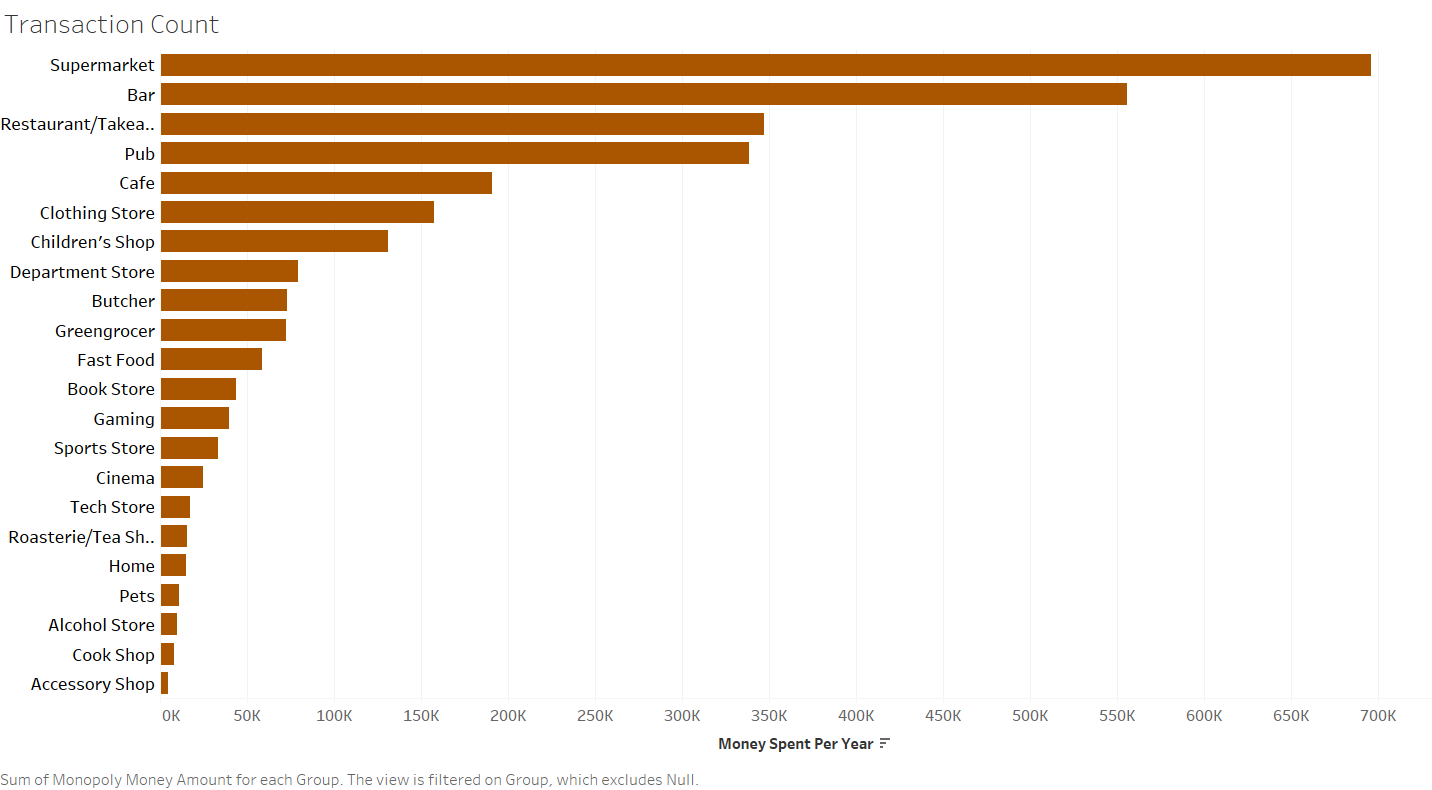 Transaction Count
Supermarket
Bar
Restaurant/Takea..
Pub
Cafe
Clothing Store
Children's Shop
Department Store
Butcher
Greengrocer
Fast Food
Book Store
Gaming
Sports Store
Cinema
Tech Store
Roasterie/Tea Sh..
Home
Pets
Alcohol Store
Cook Shop
Accessory Shop
0K 50K 100K 150K 200K 250K 300K 350K 400K 450K 500K 550K 600K 650K 700K
Money Spent Per Year
Sum of Monopoly Money Amount for each Group. The view is filtered on Group, which excludes Null.